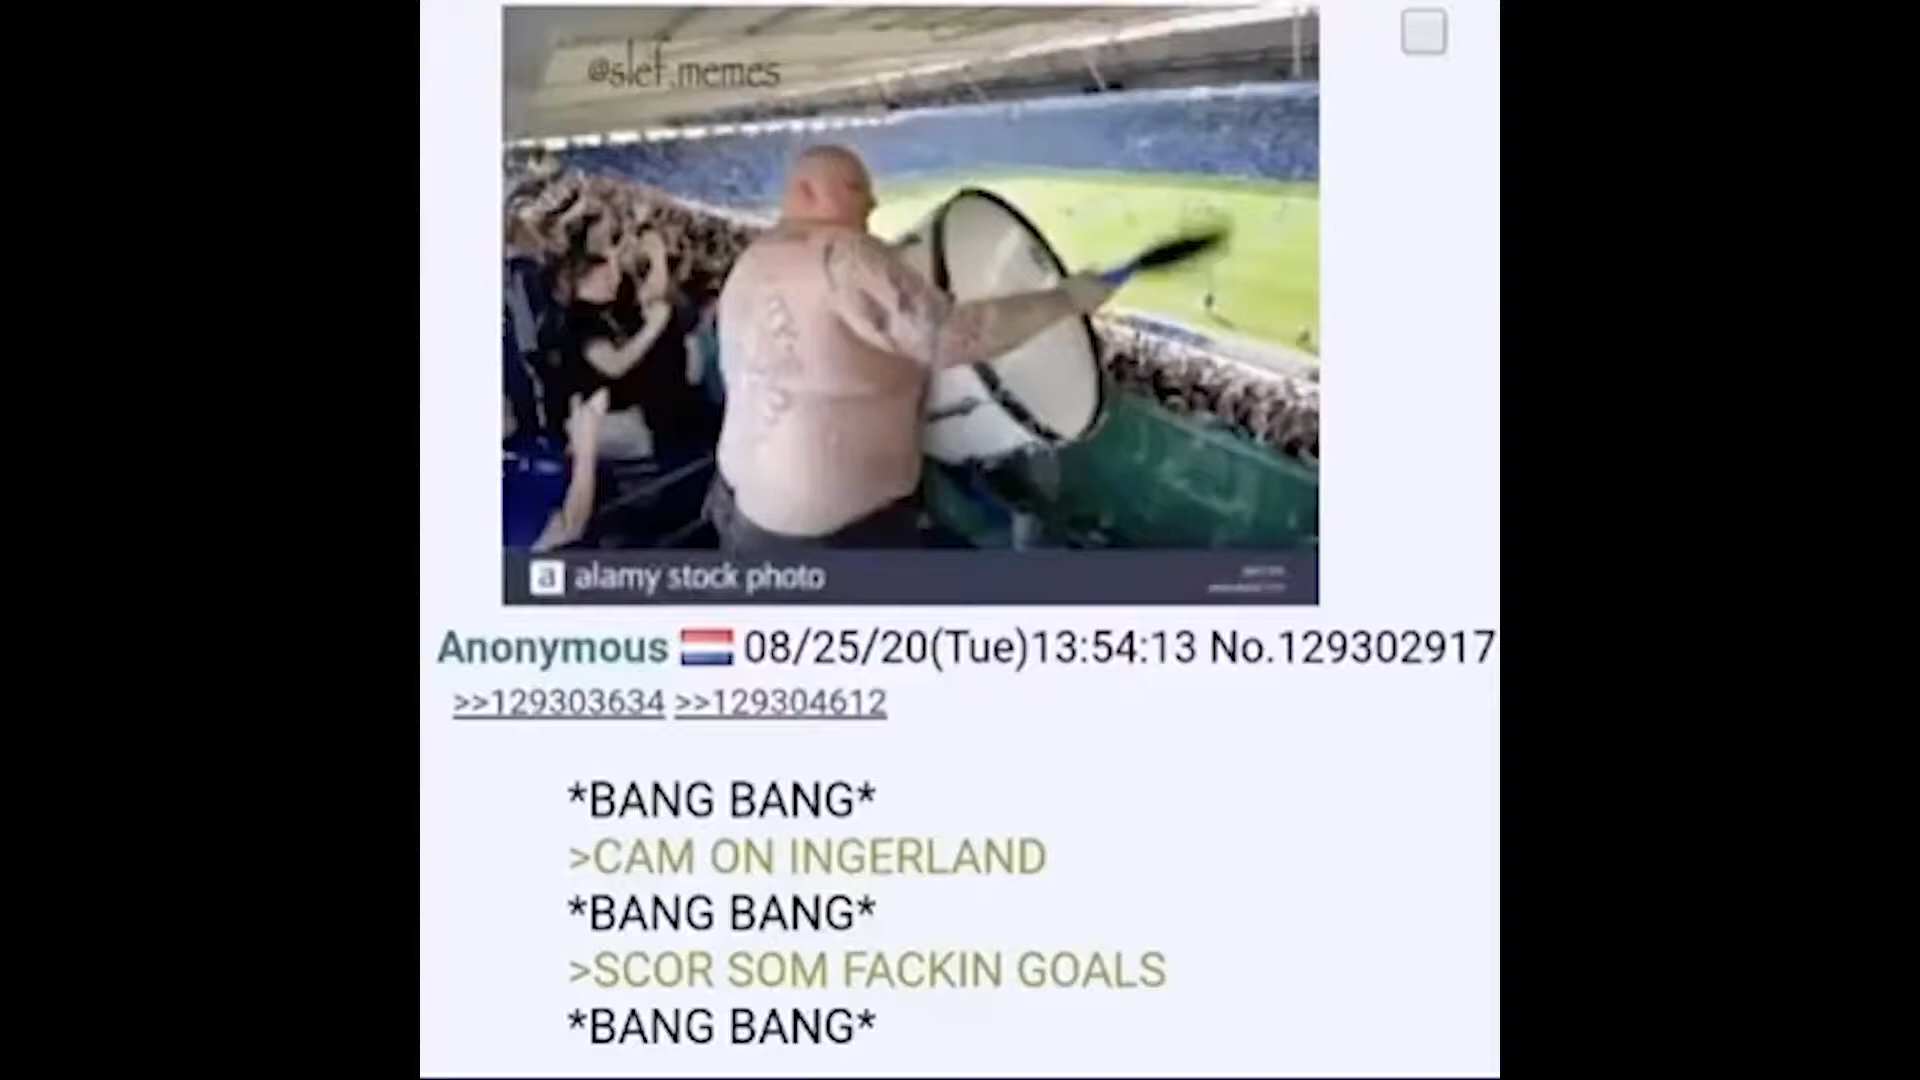 @slef.memes
a alamy stock photo
Anonymous 08/25/20(Tue)13:54:13 No.129302917
>>129303634 >>129304612
*BANG BANG*
>CAM ON INGERLAND
*BANG BANG*
>SCOR SOM FACKIN GOALS
*BANG BANG*